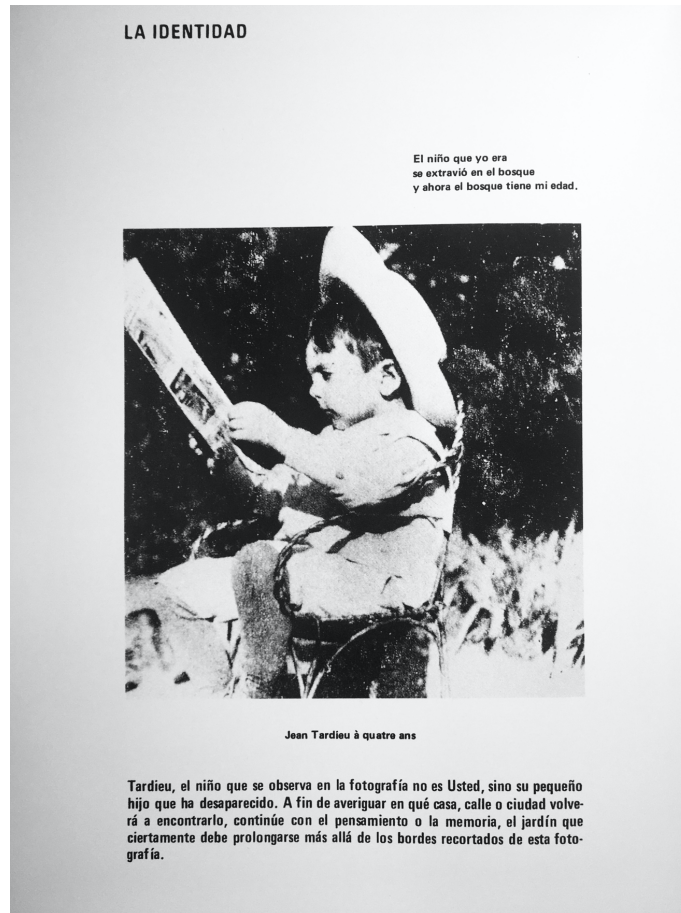 LA IDENTIDAD
El niño que yo era
se extravió en el bosque
y ahora el bosque tiene mi edad.
Jean Tardieu à quatre ans
Tardieu, el niño que se observa en la fotografía no es Usted, sino su pequeño
hijo que ha desaparecido. A fin de averiguar en qué casa, calle o ciudad volve-
rá a encontrarlo, continúe con el pensamiento o la memoria, el jardín que
ciertamente debe prolongarse más allá de los bordes recortados de esta foto-
grafía.